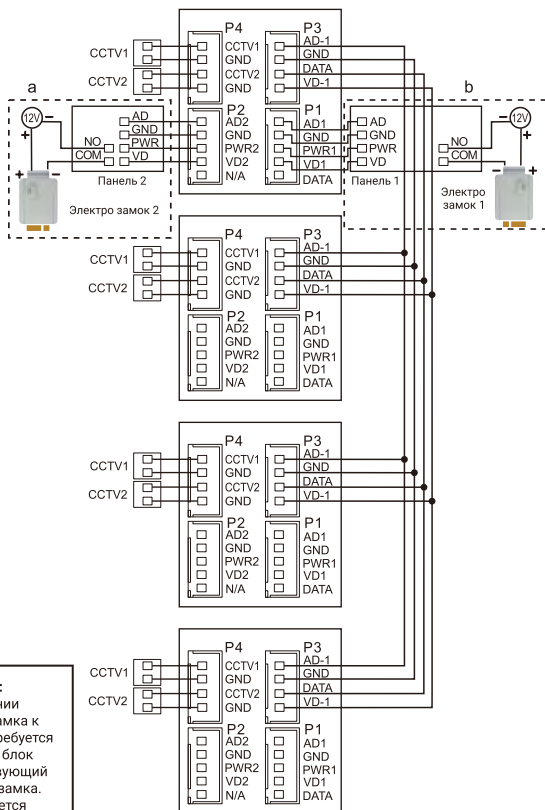 P4 P3
CCTV1 CCTV1 AD-1
GND GND
CCTV2 CCTV2 DATA
GND VD-1
a b
P2 P1
12V − AD AD2 AD1 AD − 12V
+ GND GND GND GND +
NO PWR PWR2 PWR1 PWR NO
COM VD VD2 VD1 VD COM
N/A DATA
+ − Панель 2 Панель 1 − +
Электро замок 2
Электро
замок 1
P4 P3
CCTV1 CCTV1 AD-1
GND GND
CCTV2 CCTV2 DATA
GND VD-1
P2 P1
AD2 AD1
GND GND
PWR2 PWR1
VD2 VD1
N/A DATA
P4 P3
CCTV1 CCTV1 AD-1
GND GND
CCTV2 CCTV2 DATA
GND VD-1
P2 P1
AD2 AD1
GND GND
PWR2 PWR1
VD2 VD1
N/A DATA
P4 P3
CCTV1 CCTV1 AD-1
GND GND
CCTV2 CCTV2 DATA
GND VD-1
P2 P1
AD2 AD1
GND GND
PWR2 PWR1
VD2 VD1
N/A DATA
:
нии
амка к
ребуется
блок
вующий
замка.
ется